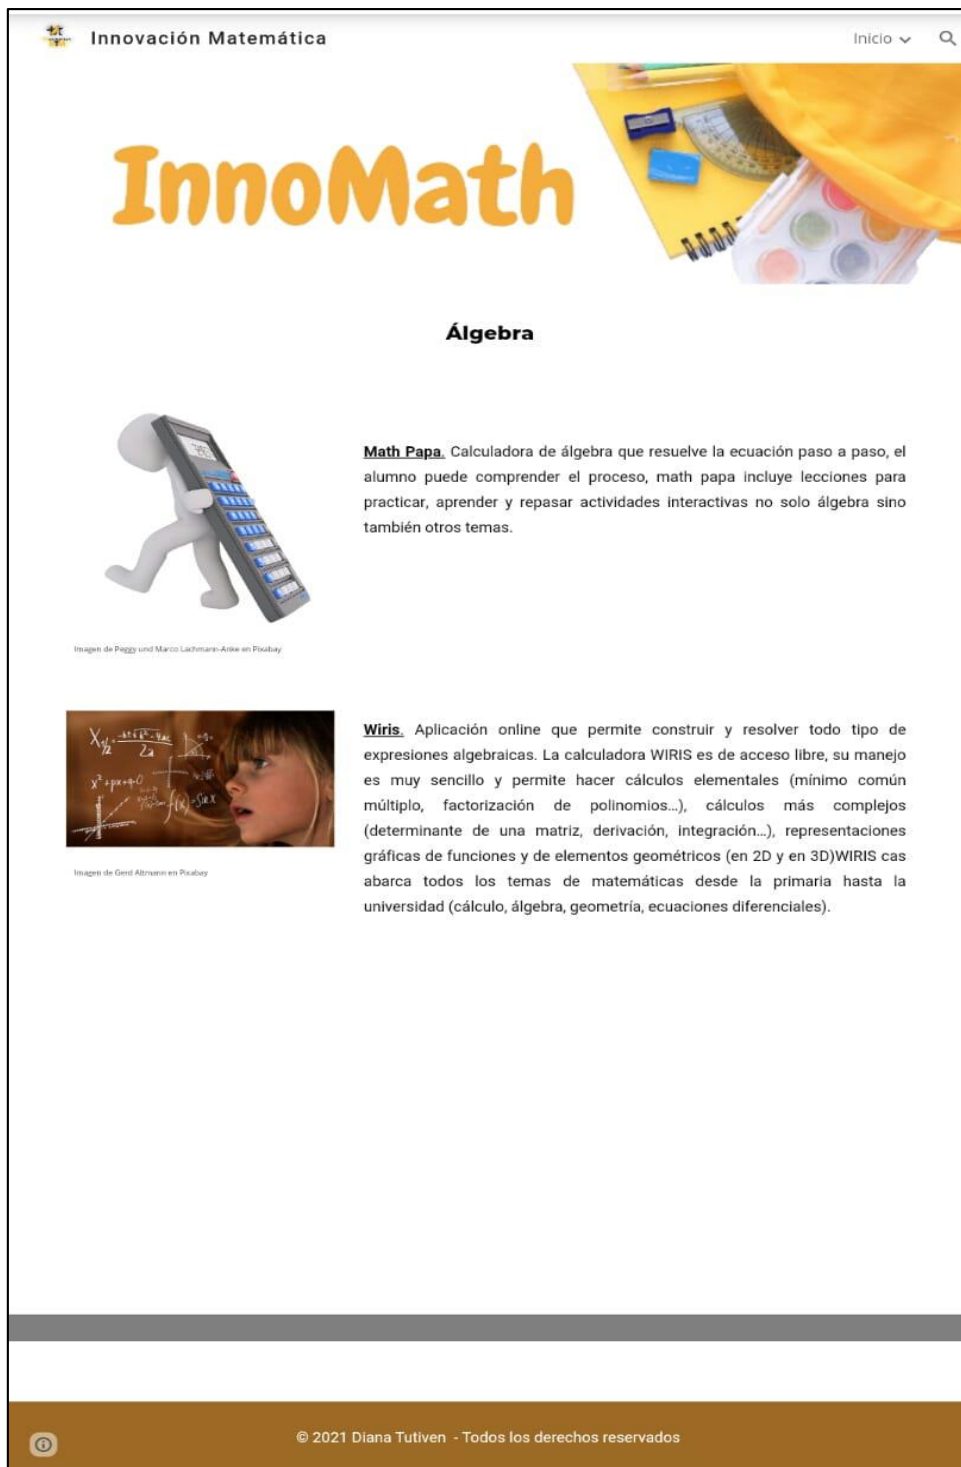 Innovación Matemática
Inicio
InnoMath
Álgebra
Math Papa. Calculadora de álgebra que resuelve la ecuación paso a paso, el
alumno puede comprender el proceso, math papa incluye lecciones para
practicar, aprender y repasar actividades interactivas no solo álgebra sino
también otros temas.
Imagen de Peggy und Marco Lachmann-Anke en Pixabay
Wiris. Aplicación online que permite construir y resolver todo tipo de
expresiones algebraicas. La calculadora WIRIS es de acceso libre, su manejo
es muy sencillo y permite hacer cálculos elementales (mínimo común
múltiplo, factorización de polinomios...), cálculos más complejos
(determinante de una matriz, derivación, integración...), representaciones
gráficas de funciones y de elementos geométricos (en 2D y en 3D)WIRIS cas
abarca todos los temas de matemáticas desde la primaria hasta la
universidad (cálculo, álgebra, geometría, ecuaciones diferenciales).
x²+px+q=0
f(x)=Sin x
Imagen de Gerd Altmann en Pixabay
© 2021 Diana Tutiven - Todos los derechos reservados